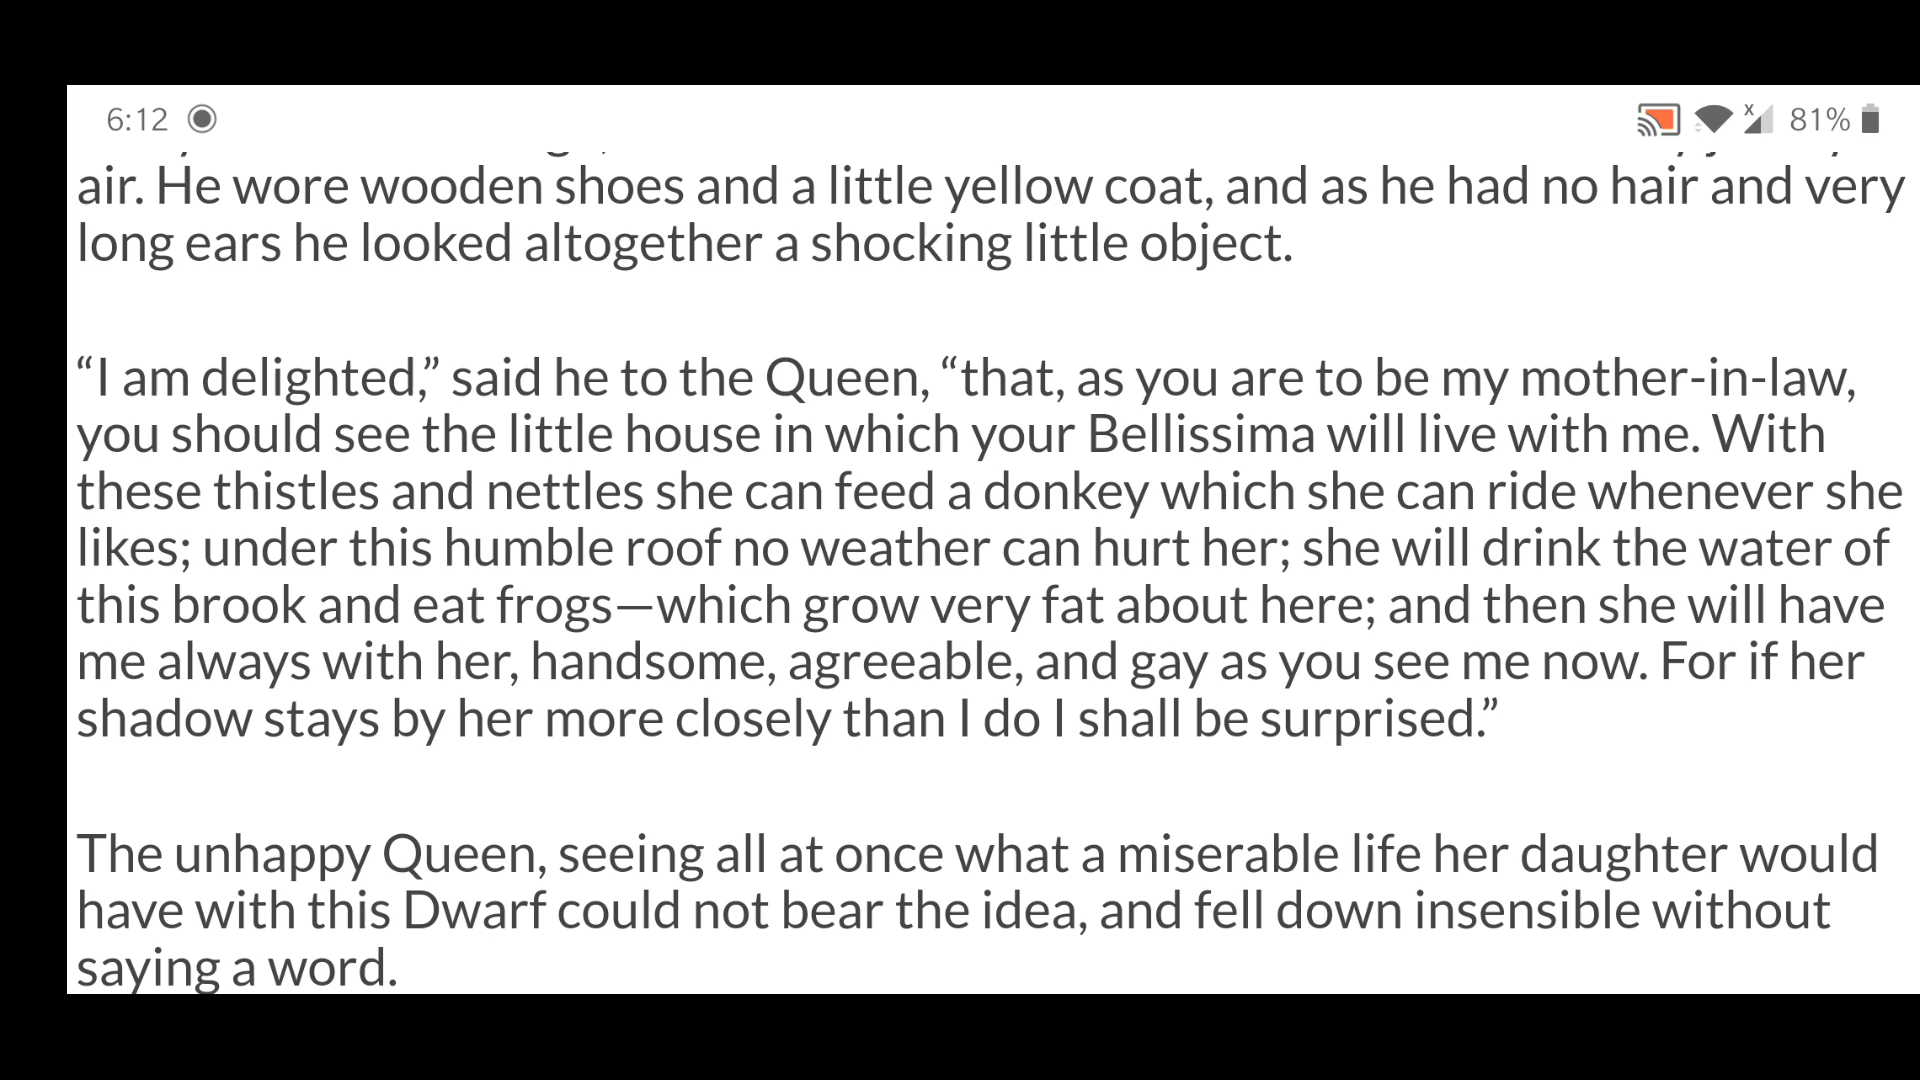 6:12
81%
air. He wore wooden shoes and a little yellow coat, and as he had no hair and very
long ears he looked altogether a shocking little object.
“I am delighted,” said he to the Queen, “that, as you are to be my mother-in-law,
you should see the little house in which your Bellissima will live with me. With
these thistles and nettles she can feed a donkey which she can ride whenever she
likes; under this humble roof no weather can hurt her; she will drink the water of
this brook and eat frogs—which grow very fat about here; and then she will have
me always with her, handsome, agreeable, and gay as you see me now. For if her
shadow stays by her more closely than I do I shall be surprised.”
The unhappy Queen, seeing all at once what a miserable life her daughter would
have with this Dwarf could not bear the idea, and fell down insensible without
saying a word.